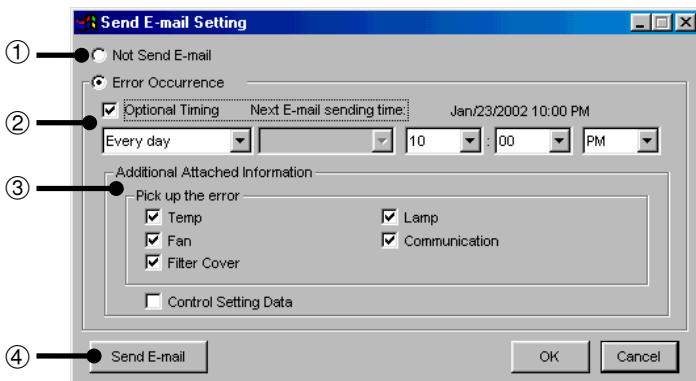 Send E-mail Setting
① Not Send E-mail
Error Occurrence
② Optional Timing Next E-mail sending time: Jan/23/2002 10:00 PM
Every day 10 : 00 PM
Additional Attached Information
③ Pick up the error
Temp Lamp
Fan Communication
Filter Cover
Control Setting Data
④ Send E-mail OK Cancel